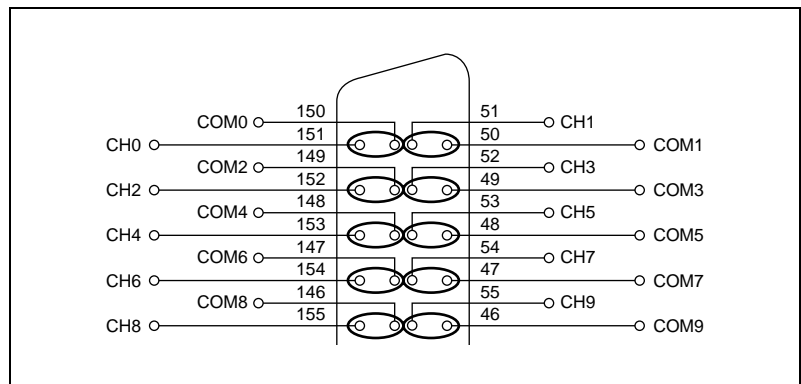 COM0 150 51 CH1
CH0 151 50 COM1
COM2 149 52 CH3
CH2 152 49 COM3
COM4 148 53 CH5
CH4 153 48 COM5
COM6 147 54 CH7
CH6 154 47 COM7
COM8 146 55 CH9
CH8 155 46 COM9